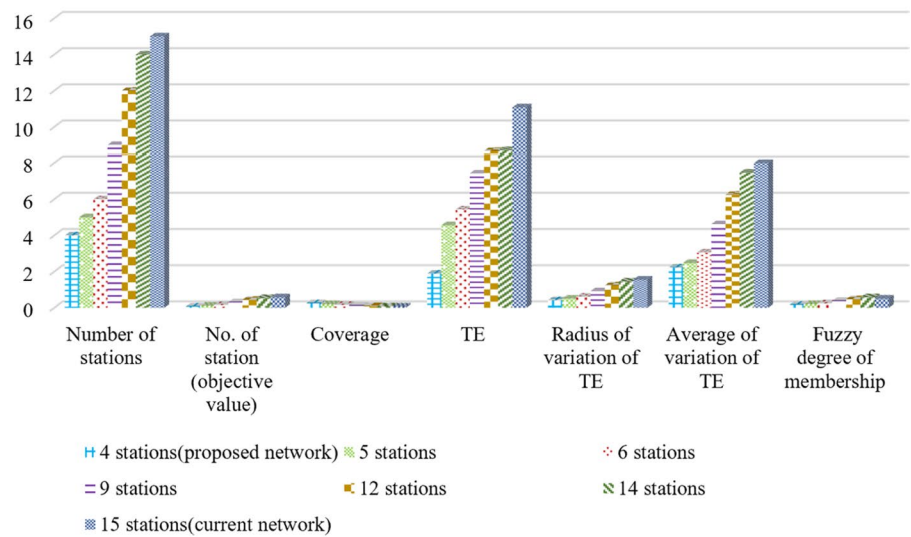 16
14
12
10
8
6
4
2
0
Number of
stations
No. of
station
(objective
value)
Coverage
TE
Radius of
variation of
TE
Average of
variation of
TE
Fuzzy
degree of
membership
4 stations(proposed network)
5 stations
6 stations
9 stations
12 stations
14 stations
15 stations(current network)